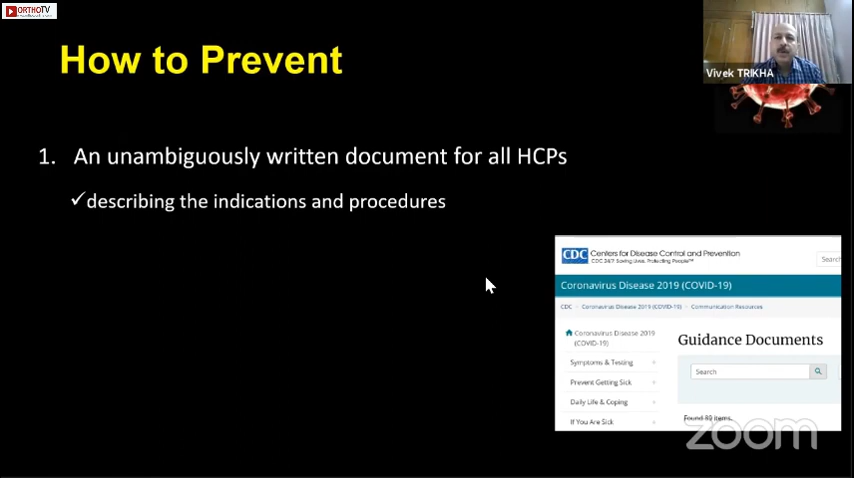 ORTHOTV
How to Prevent
Vivek TRIKHA
1. An unambiguously written document for all HCPs
✓describing the indications and procedures
CDC Centers for Disease Control and Prevention
CDC 24/7: Saving Lives, Protecting People™
Search
Coronavirus Disease 2019 (COVID-19)
CDC > Coronavirus Disease 2019 (COVID-19) > Communication Resources
Coronavirus Disease 2019
(COVID-19)
Guidance Documents
Symptoms & Testing
Search
Prevent Getting Sick
Daily Life & Coping
If You Are Sick
Found 89 items.
zoom